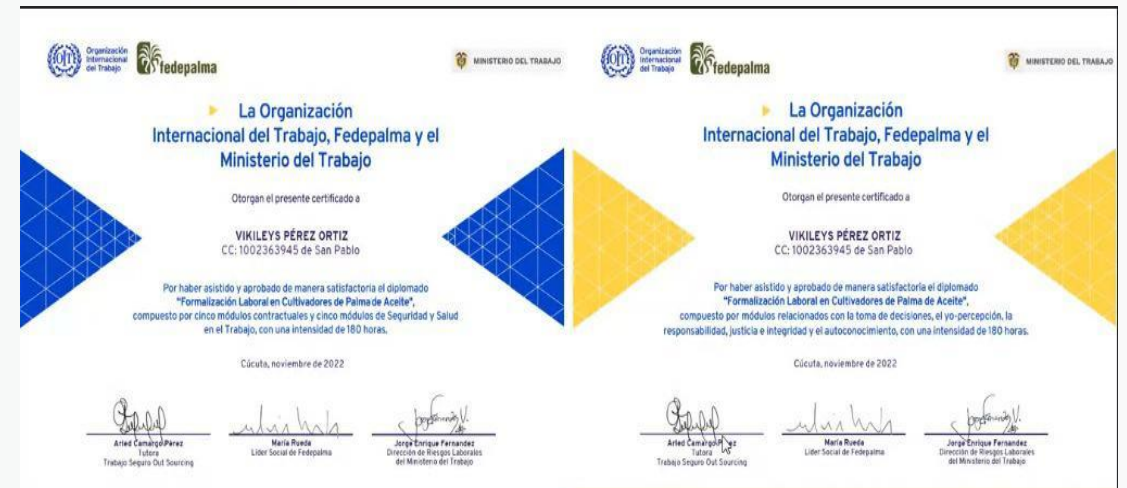 Organización
Internacional
del Trabajo
fedepalma
MINISTERIO DEL TRABAJO
La Organización
Internacional del Trabajo, Fedepalma y el
Ministerio del Trabajo
Otorgan el presente certificado a
VIKILEYS PÉREZ ORTIZ
CC: 1002363945 de San Pablo
Por haber asistido y aprobado de manera satisfactoria el diplomado
"Formalización Laboral en Cultivadores de Palma de Aceite",
compuesto por cinco módulos contractuales y cinco módulos de Seguridad y Salud
en el Trabajo, con una intensidad de 180 horas.
Cúcuta, noviembre de 2022
Arled Camargo Pérez
Tutora
Trabajo Seguro Out Sourcing
María Rueda
Líder Social de Fedepalma
Jorge Enrique Fernandez
Dirección de Riesgos Laborales
del Ministerio del Trabajo
Organización
Internacional
del Trabajo
fedepalma
MINISTERIO DEL TRABAJO
La Organización
Internacional del Trabajo, Fedepalma y el
Ministerio del Trabajo
Otorgan el presente certificado a
VIKILEYS PÉREZ ORTIZ
CC: 1002363945 de San Pablo
Por haber asistido y aprobado de manera satisfactoria el diplomado
"Formalización Laboral en Cultivadores de Palma de Aceite",
compuesto por módulos relacionados con la toma de decisiones, el yo-percepción, la
responsabilidad, justicia e integridad y el autoconocimiento, con una intensidad de 180 horas.
Cúcuta, noviembre de 2022
Arled Camargo
Tutora
Trabajo Seguro Out Sourcing
María Rueda
Líder Social de Fedepalma
Jorge Enrique Fernandez
Dirección de Riesgos Laborales
del Ministerio del Trabajo